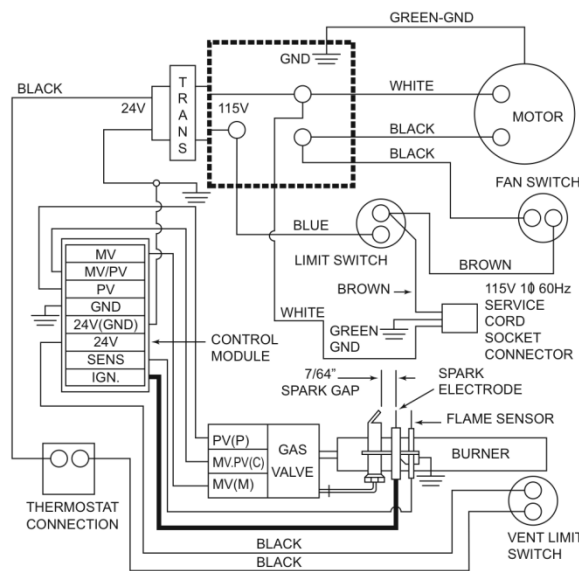 GREEN-GND
GND
BLACK
TRANS
24V
115V
WHITE
MOTOR
BLACK
BLACK
FAN SWITCH
BLUE
LIMIT SWITCH
BROWN
BROWN
115V 1ϕ 60Hz
SERVICE
CORD
SOCKET
CONNECTOR
WHITE
GREEN
GND
MV
MV/PV
PV
GND
24V(GND)
24V
SENS
IGN.
CONTROL
MODULE
7/64"
SPARK GAP
SPARK
ELECTRODE
FLAME SENSOR
PV(P)
MV.PV(C)
MV(M)
GAS
VALVE
BURNER
THERMOSTAT
CONNECTION
VENT LIMIT
SWITCH
BLACK
BLACK